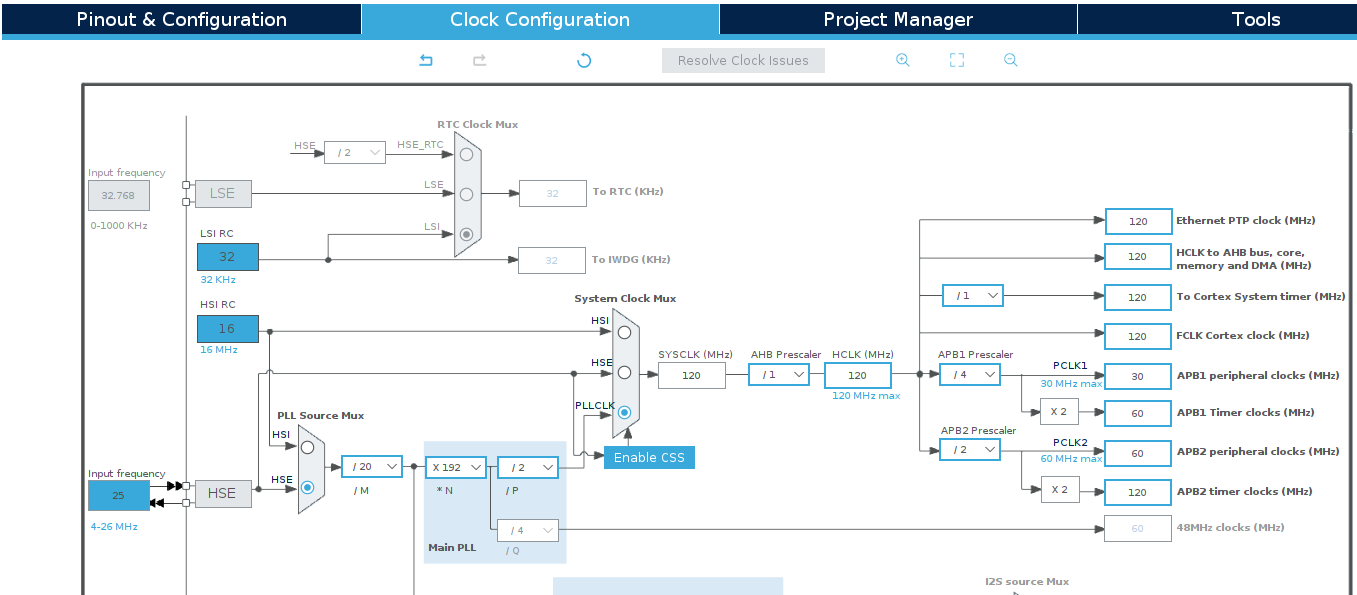 Pinout & Configuration
Clock Configuration
Project Manager
Tools
Resolve Clock Issues
RTC Clock Mux
HSE
/ 2
HSE_RTC
Input frequency
32.768
LSE
LSE
32
To RTC (KHz)
0-1000 KHz
LSI RC
LSI
32
32
To IWDG (KHz)
32 KHz
HSI RC
16
16 MHz
System Clock Mux
HSI
HSE
PLLCLK
SYSCLK (MHz)
120
AHB Prescaler
/ 1
HCLK (MHz)
120
120 MHz max
120
Ethernet PTP clock (MHz)
120
HCLK to AHB bus, core,
memory and DMA (MHz)
/ 1
120
To Cortex System timer (MHz)
120
FCLK Cortex clock (MHz)
APB1 Prescaler
/ 4
PCLK1
30 MHz max
30
APB1 peripheral clocks (MHz)
X 2
60
APB1 Timer clocks (MHz)
APB2 Prescaler
/ 2
PCLK2
60 MHz max
60
APB2 peripheral clocks (MHz)
X 2
120
APB2 timer clocks (MHz)
PLL Source Mux
HSI
HSE
Enable CSS
Input frequency
25
4-26 MHz
HSE
/ 20
/ M
X 192
* N
/ 2
/ P
/ 4
/ Q
Main PLL
60
48MHz clocks (MHz)
I2S source Mux